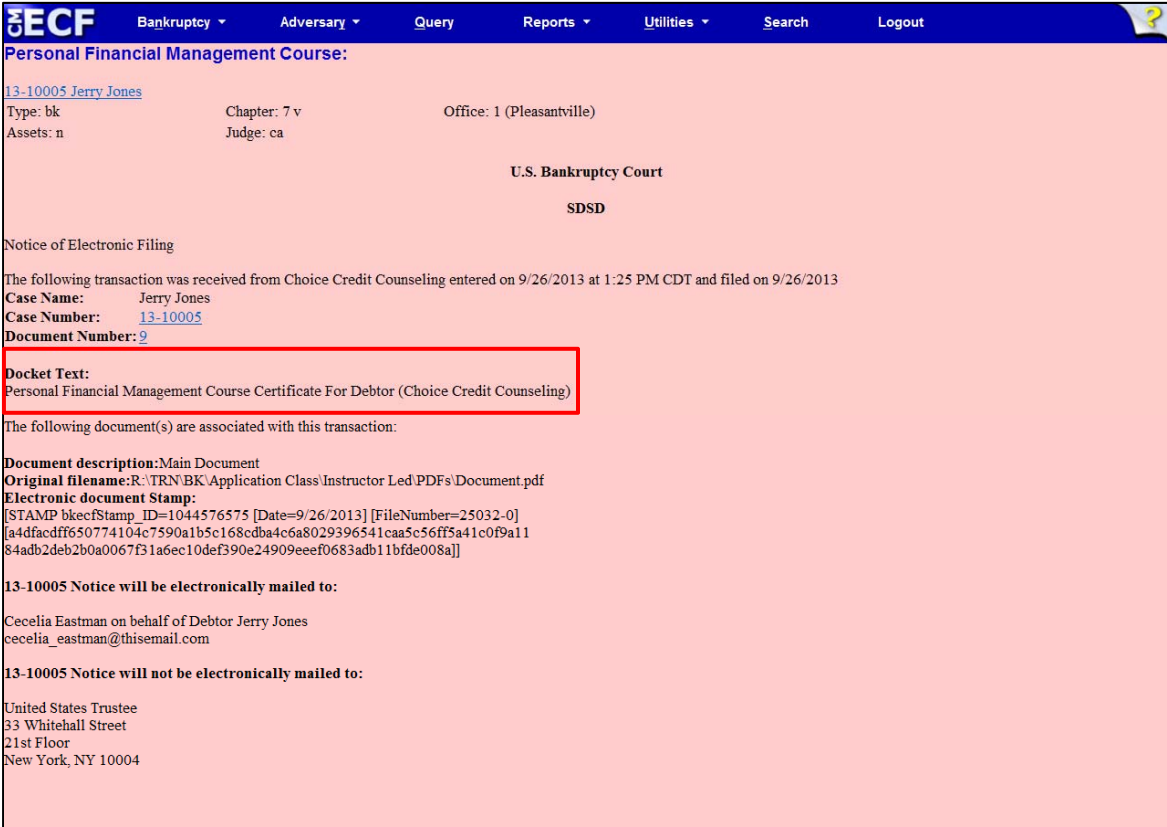 CM ECF Bankruptcy Adversary Query Reports Utilities Search Logout ?
Personal Financial Management Course:
13-10005 Jerry Jones
Type: bk Chapter: 7 v Office: 1 (Pleasantville)
Assets: n Judge: ca
U.S. Bankruptcy Court
SDSD
Notice of Electronic Filing
The following transaction was received from Choice Credit Counseling entered on 9/26/2013 at 1:25 PM CDT and filed on 9/26/2013
Case Name: Jerry Jones
Case Number: 13-10005
Document Number: 9
Docket Text:
Personal Financial Management Course Certificate For Debtor (Choice Credit Counseling)
The following document(s) are associated with this transaction:
Document description:Main Document
Original filename:R:\TRN\BK\Application Class\Instructor Led\PDFs\Document.pdf
Electronic document Stamp:
[STAMP bkecfStamp_ID=1044576575 [Date=9/26/2013] [FileNumber=25032-0]
[a4dfacdff650774104c7590a1b5c168cdba4c6a8029396541caa5c56ff5a41c0f9a11
84adb2deb2b0a0067f31a6ec10def390e24909eeef0683adb11bfde008a]]
13-10005 Notice will be electronically mailed to:
Cecelia Eastman on behalf of Debtor Jerry Jones
cecelia_eastman@thisemail.com
13-10005 Notice will not be electronically mailed to:
United States Trustee
33 Whitehall Street
21st Floor
New York, NY 10004